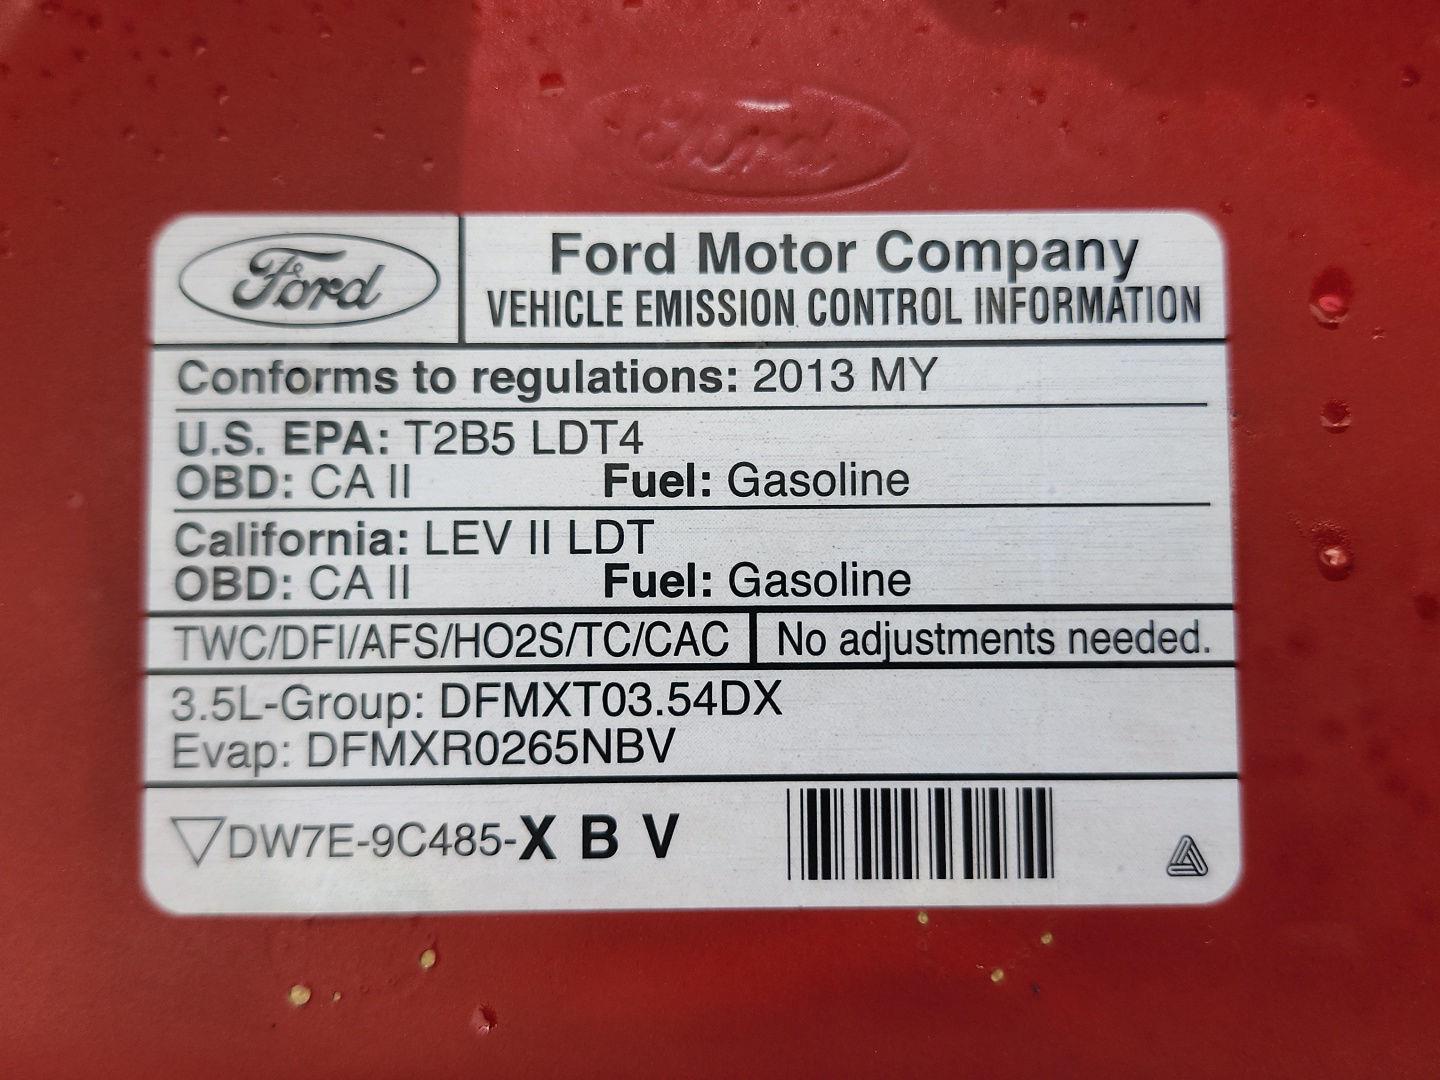 Ford
Ford
Ford Motor Company
VEHICLE EMISSION CONTROL INFORMATION
Conforms to regulations: 2013 MY
U.S. EPA: T2B5 LDT4
OBD: CA II Fuel: Gasoline
California: LEV II LDT
OBD: CA II Fuel: Gasoline
TWC/DFI/AFS/HO2S/TC/CAC No adjustments needed.
3.5L-Group: DFMXT03.54DX
Evap: DFMXR0265NBV
DW7E-9C485-X B V